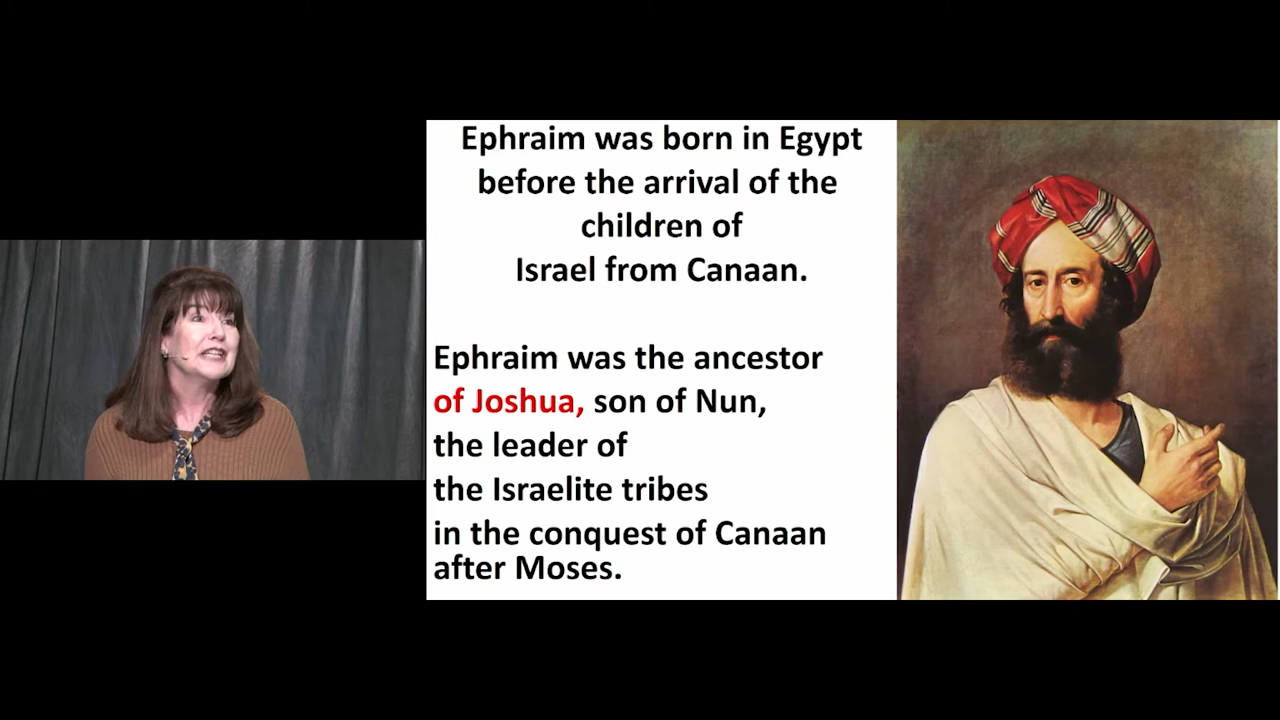 Ephraim was born in Egypt
before the arrival of the
children of
Israel from Canaan.
Ephraim was the ancestor
of Joshua, son of Nun,
the leader of
the Israelite tribes
in the conquest of Canaan
after Moses.